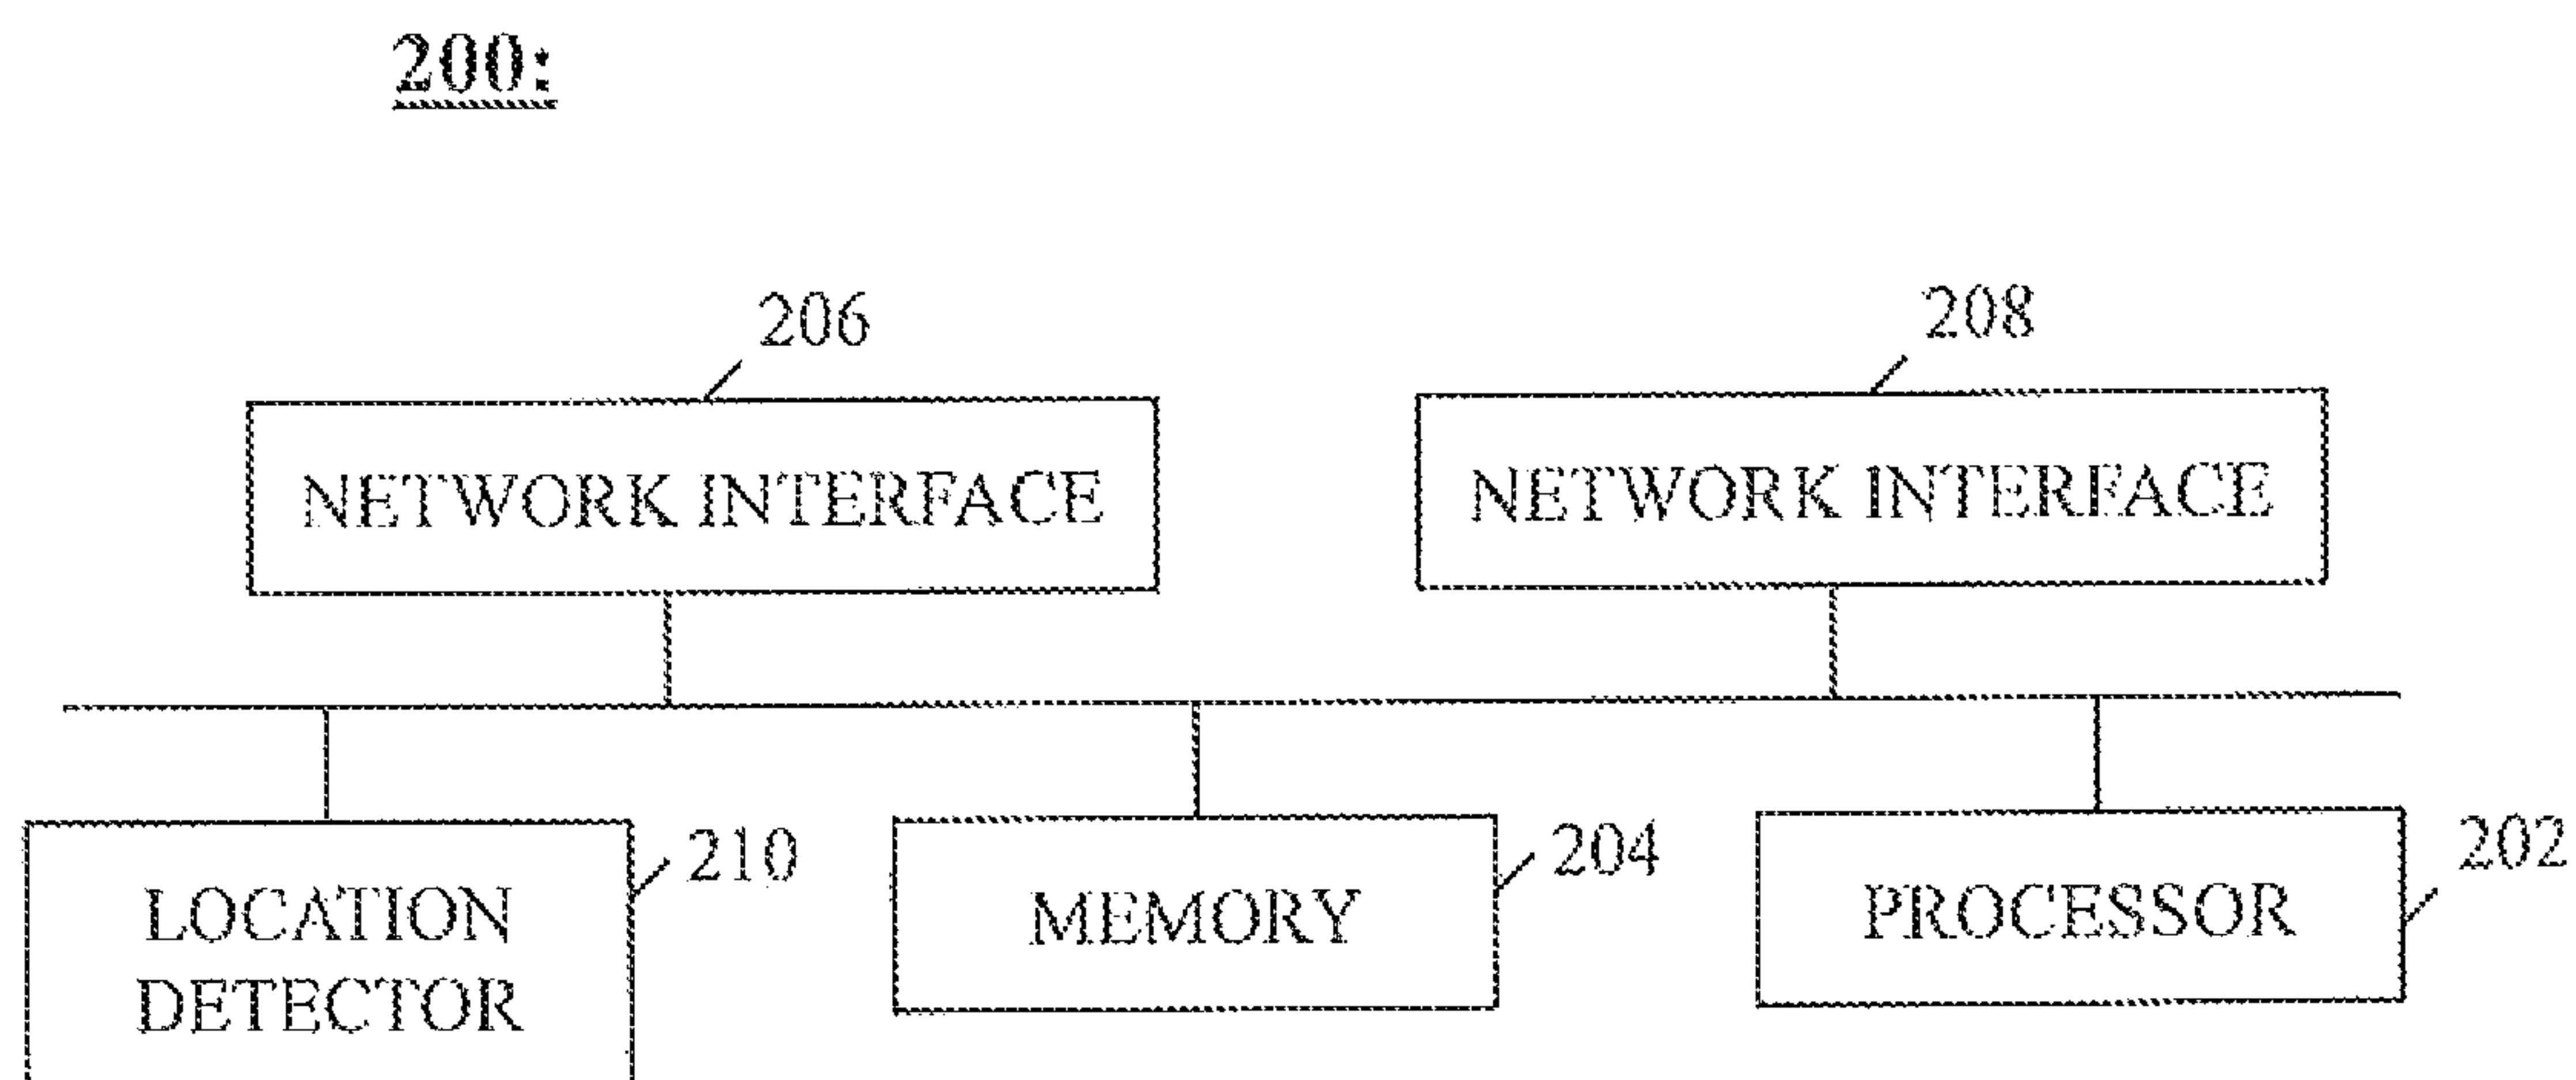 200:
206
208
NETWORK INTERFACE
NETWORK INTERFACE
210
204
202
LOCATION
DETECTOR
MEMORY
PROCESSOR